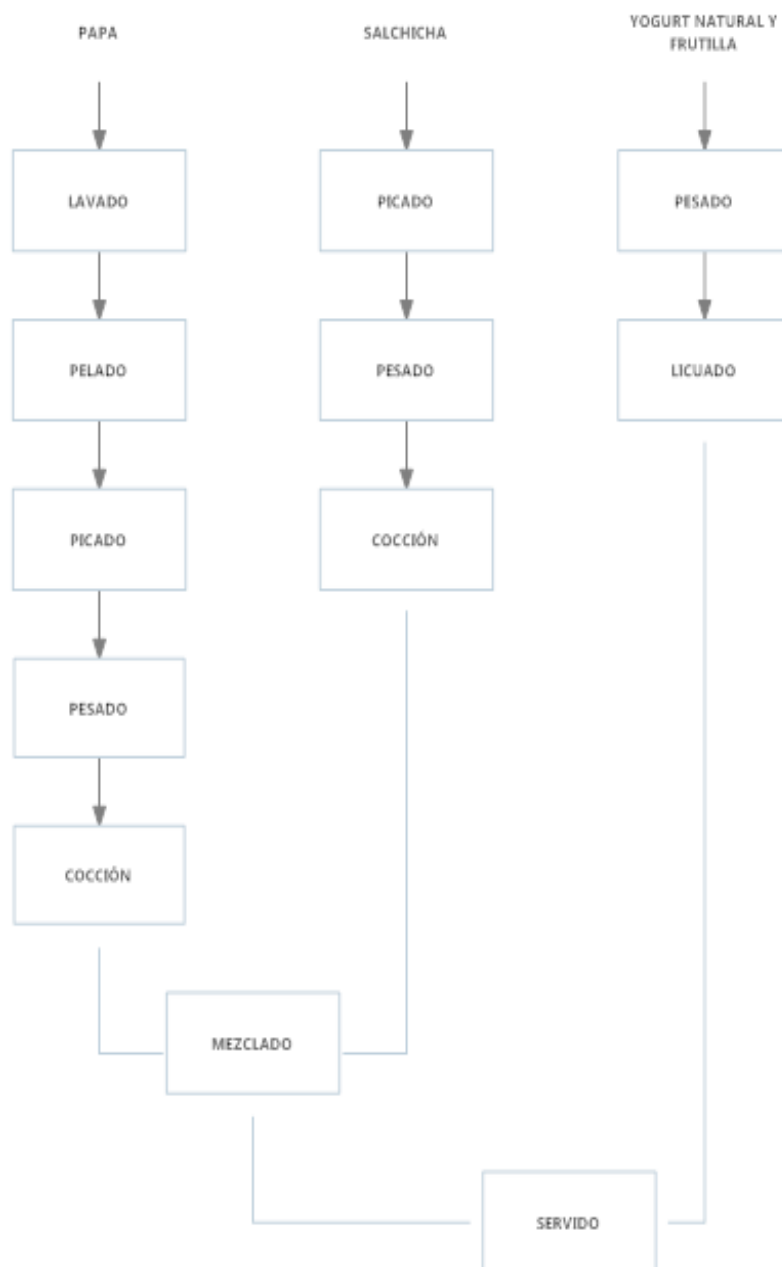 PAPA
SALCHICHA
YOGURT NATURAL Y
FRUTILLA
LAVADO
PICADO
PESADO
PELADO
PESADO
LICUADO
PICADO
COCCIÓN
PESADO
COCCIÓN
MEZCLADO
SERVIDO